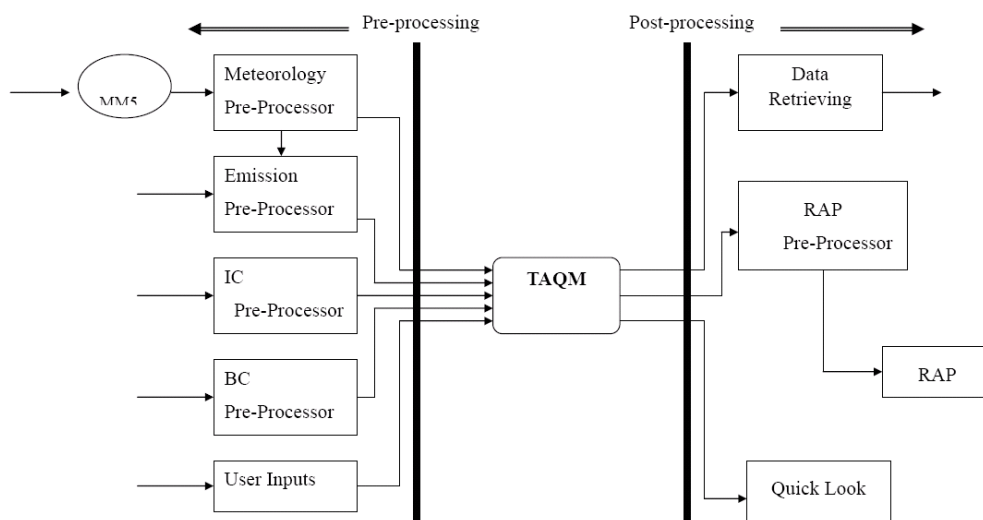 Pre-processing
Post-processing
MM5
Meteorology
Pre-Processor
Emission
Pre-Processor
IC
Pre-Processor
BC
Pre-Processor
User Inputs
TAQM
Data
Retrieving
RAP
Pre-Processor
RAP
Quick Look